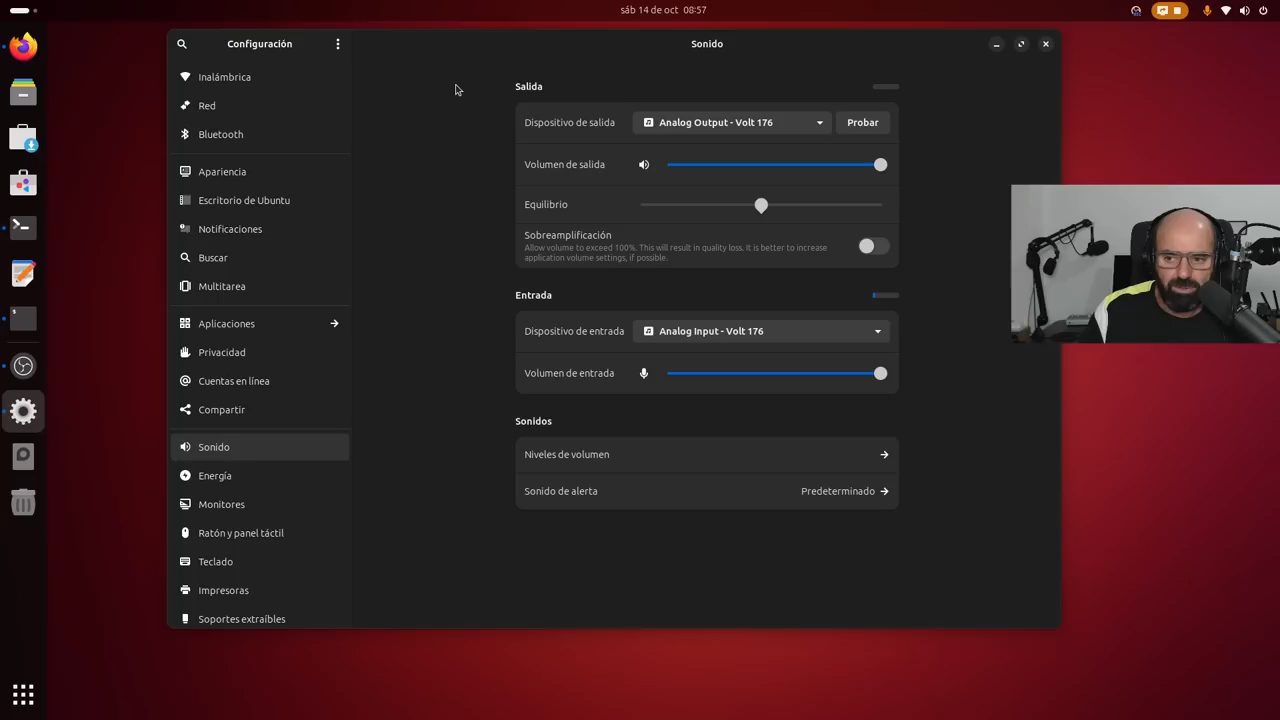 sáb 14 de oct 08:57
Configuración
Sonido
Inalámbrica
Red
Bluetooth
Apariencia
Escritorio de Ubuntu
Notificaciones
Buscar
Multitarea
Aplicaciones
Privacidad
Cuentas en línea
Compartir
Sonido
Energía
Monitores
Ratón y panel táctil
Teclado
Impresoras
Soportes extraíbles
Salida
Dispositivo de salida Analog Output - Volt 176 Probar
Volumen de salida
Equilibrio
Sobreamplificación
Allow volume to exceed 100%. This will result in quality loss. It is better to increase
application volume settings, if possible.
Entrada
Dispositivo de entrada Analog Input - Volt 176
Volumen de entrada
Sonidos
Niveles de volumen
Sonido de alerta Predeterminado